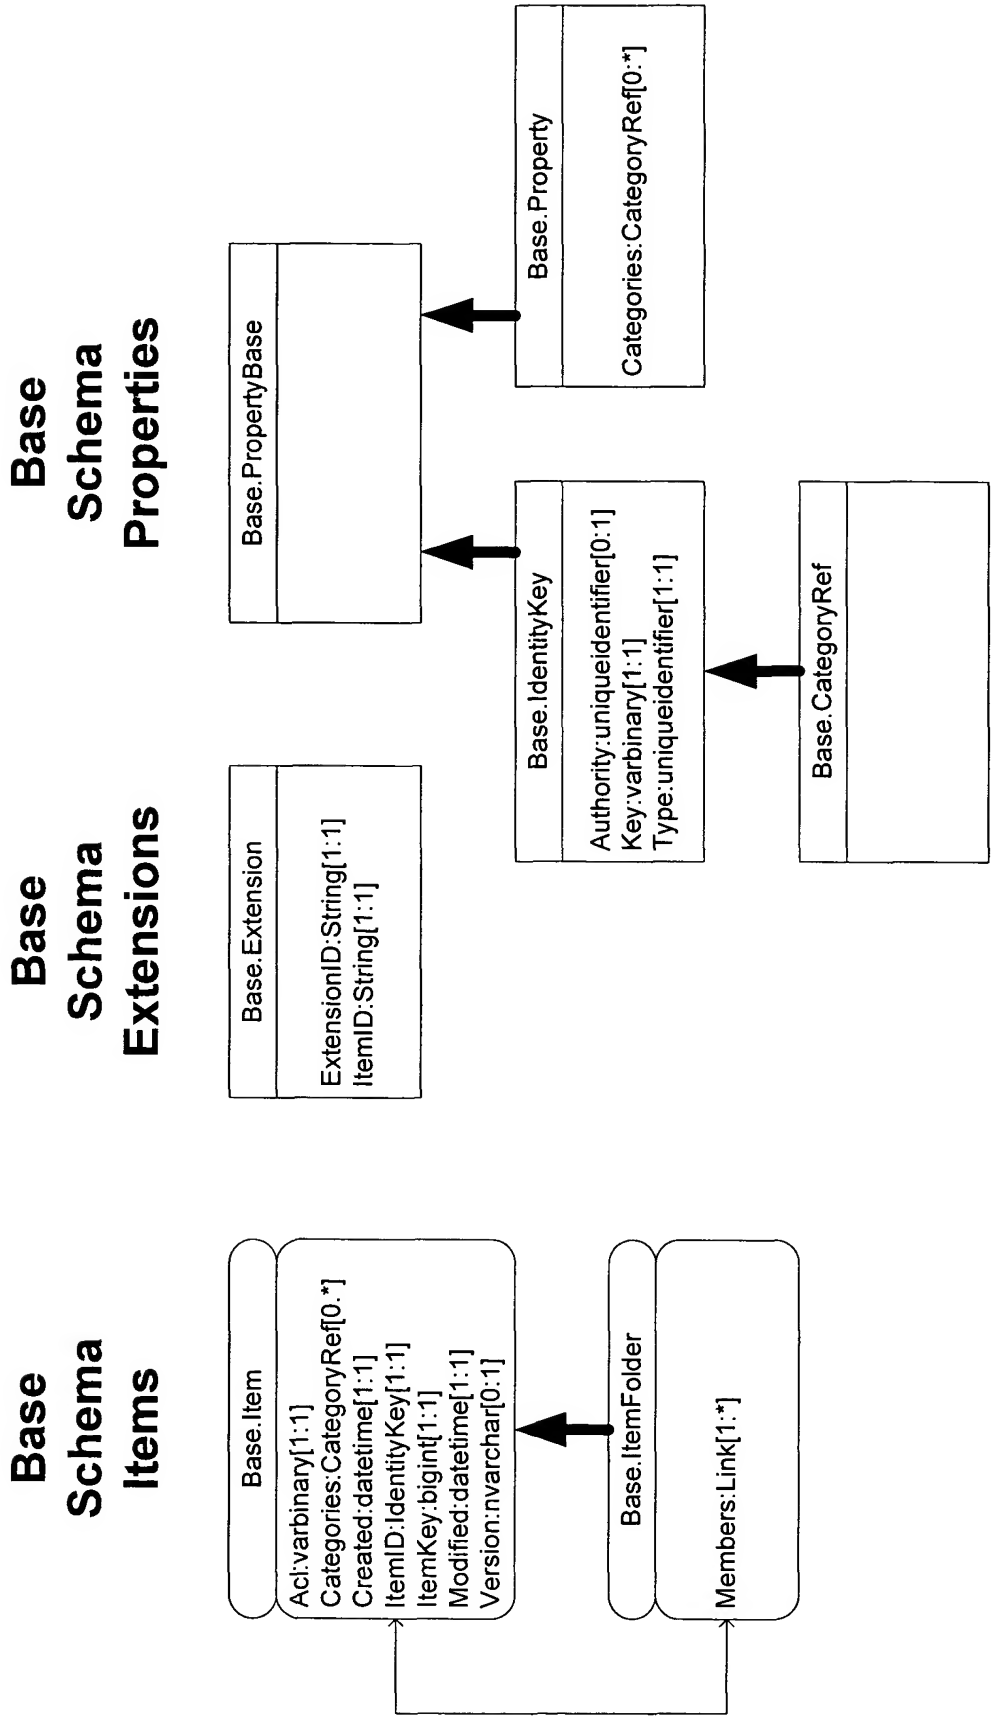 Base
Schema
Items
Base.Item
Acl:varbinary[1:1]
Categories:CategoryRef[0.*]
Created:datetime[1:1]
ItemID:IdentityKey[1:1]
ItemKey:bigint[1:1]
Modified:datetime[1:1]
Version:nvarchar[0:1]
Base.ItemFolder
Members:Link[1:*]
Base
Schema
Extensions
Base.Extension
ExtensionID:String[1:1]
ItemID:String[1:1]
Base
Schema
Properties
Base.PropertyBase
Base.IdentityKey
Authority:uniqueidentifier[0:1]
Key:varbinary[1:1]
Type:uniqueidentifier[1:1]
Base.Property
Categories:CategoryRef[0:*]
Base.CategoryRef